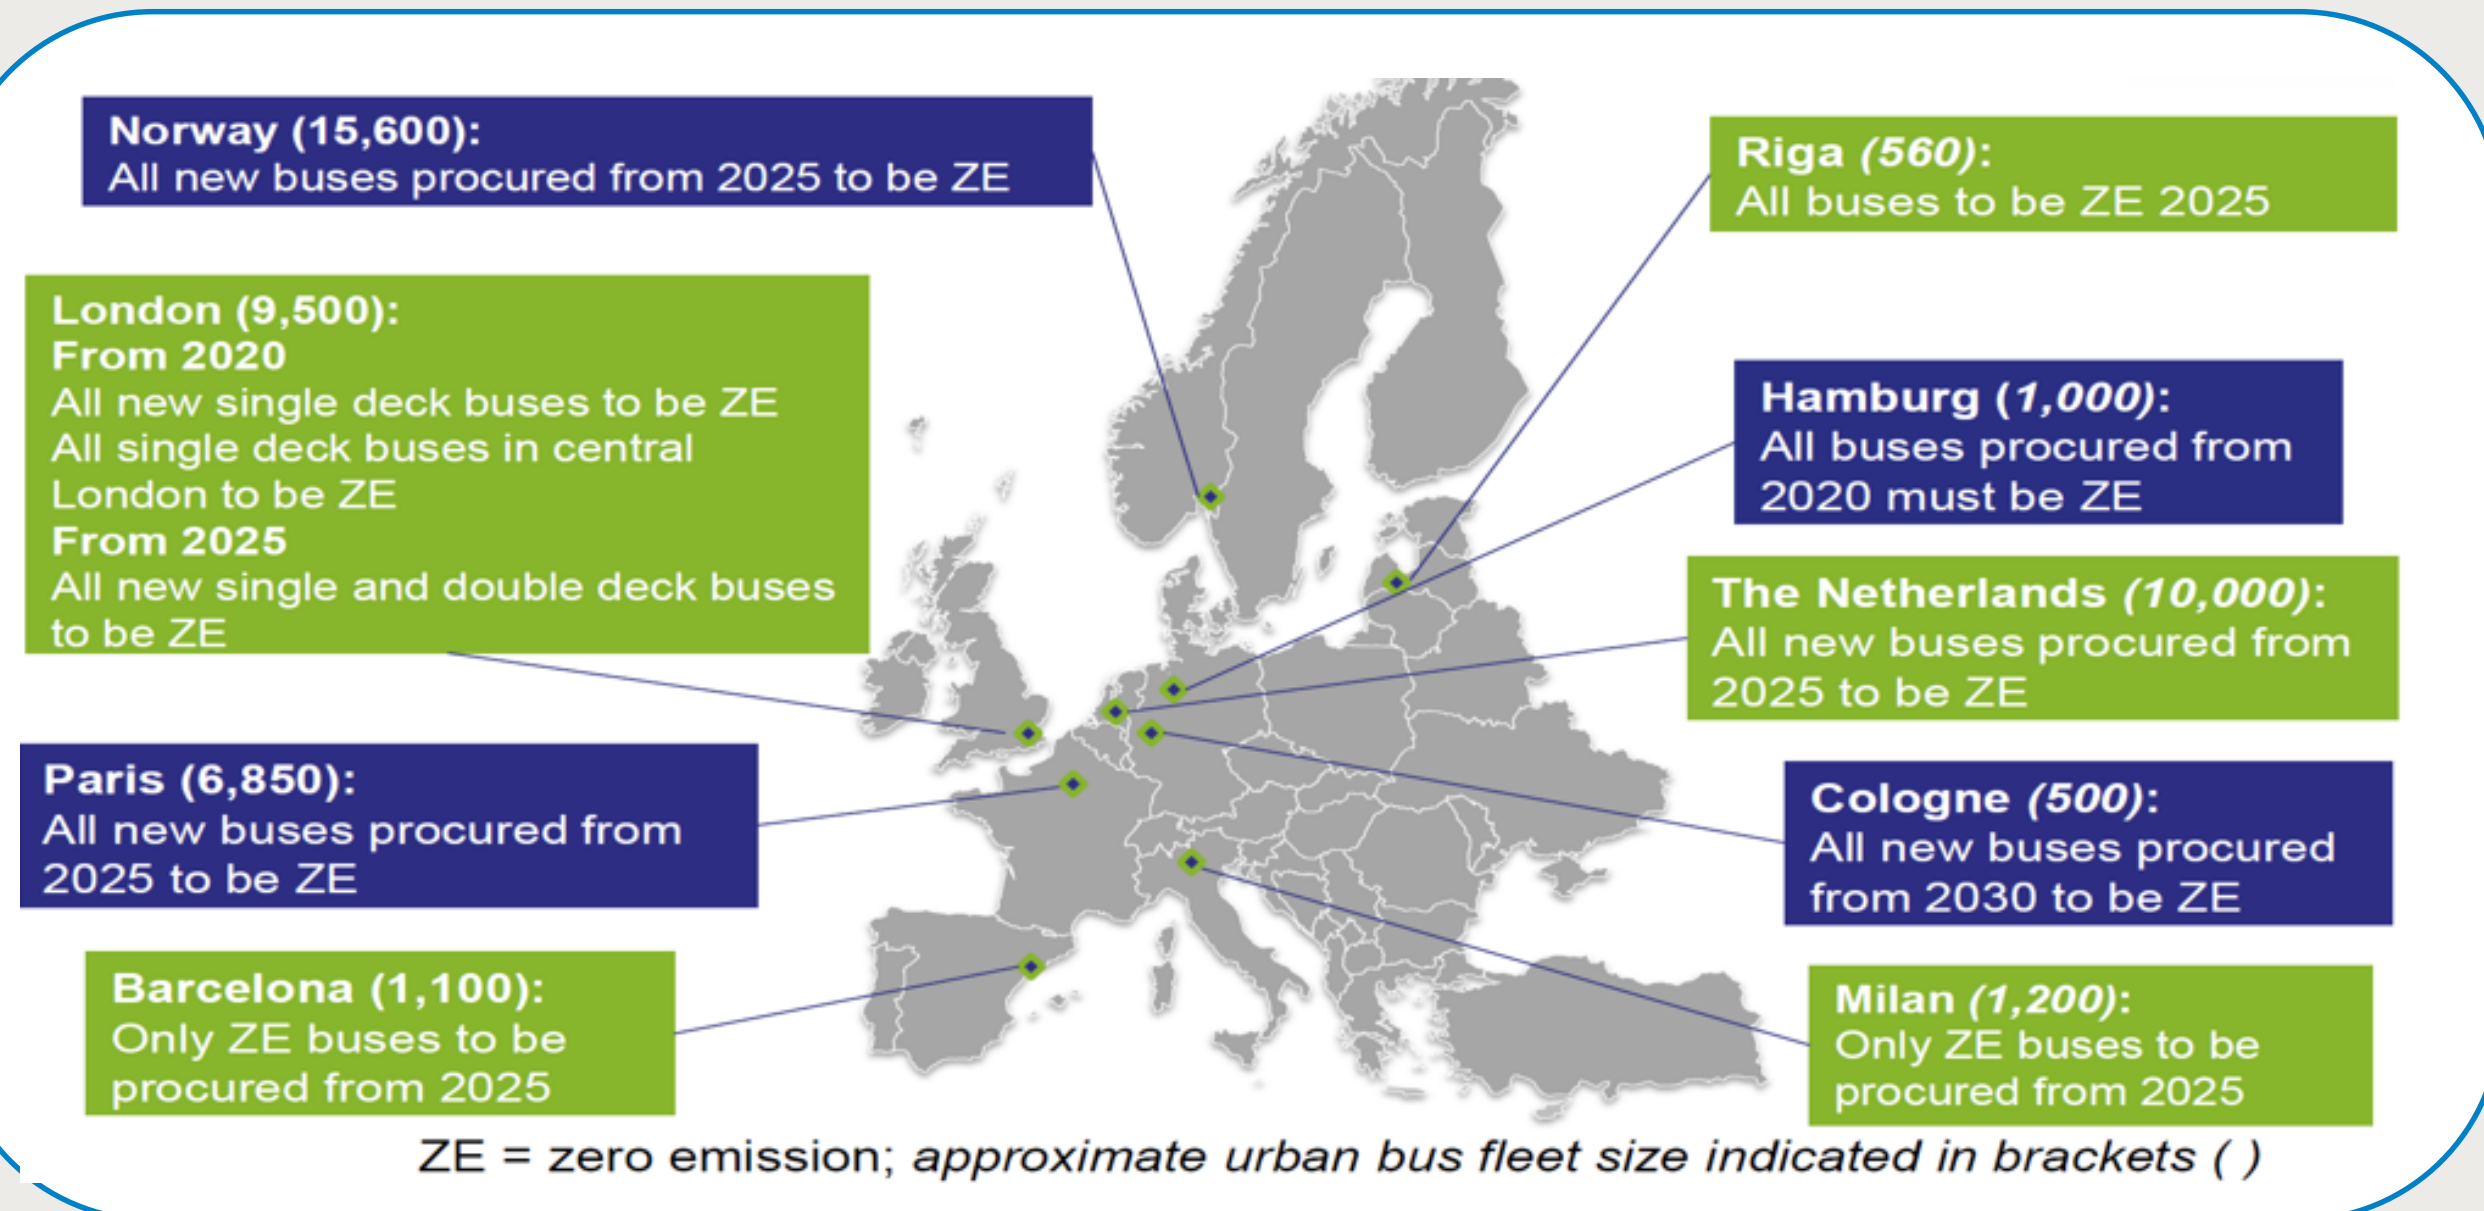 Norway (15,600):
All new buses procured from 2025 to be ZE
London (9,500):
From 2020
All new single deck buses to be ZE
All single deck buses in central
London to be ZE
From 2025
All new single and double deck buses
to be ZE
Paris (6,850):
All new buses procured from
2025 to be ZE
Barcelona (1,100):
Only ZE buses to be
procured from 2025
Riga (560):
All buses to be ZE 2025
Hamburg (1,000):
All buses procured from
2020 must be ZE
The Netherlands (10,000):
All new buses procured from
2025 to be ZE
Cologne (500):
All new buses procured
from 2030 to be ZE
Milan (1,200):
Only ZE buses to be
procured from 2025
ZE = zero emission; approximate urban bus fleet size indicated in brackets ( )